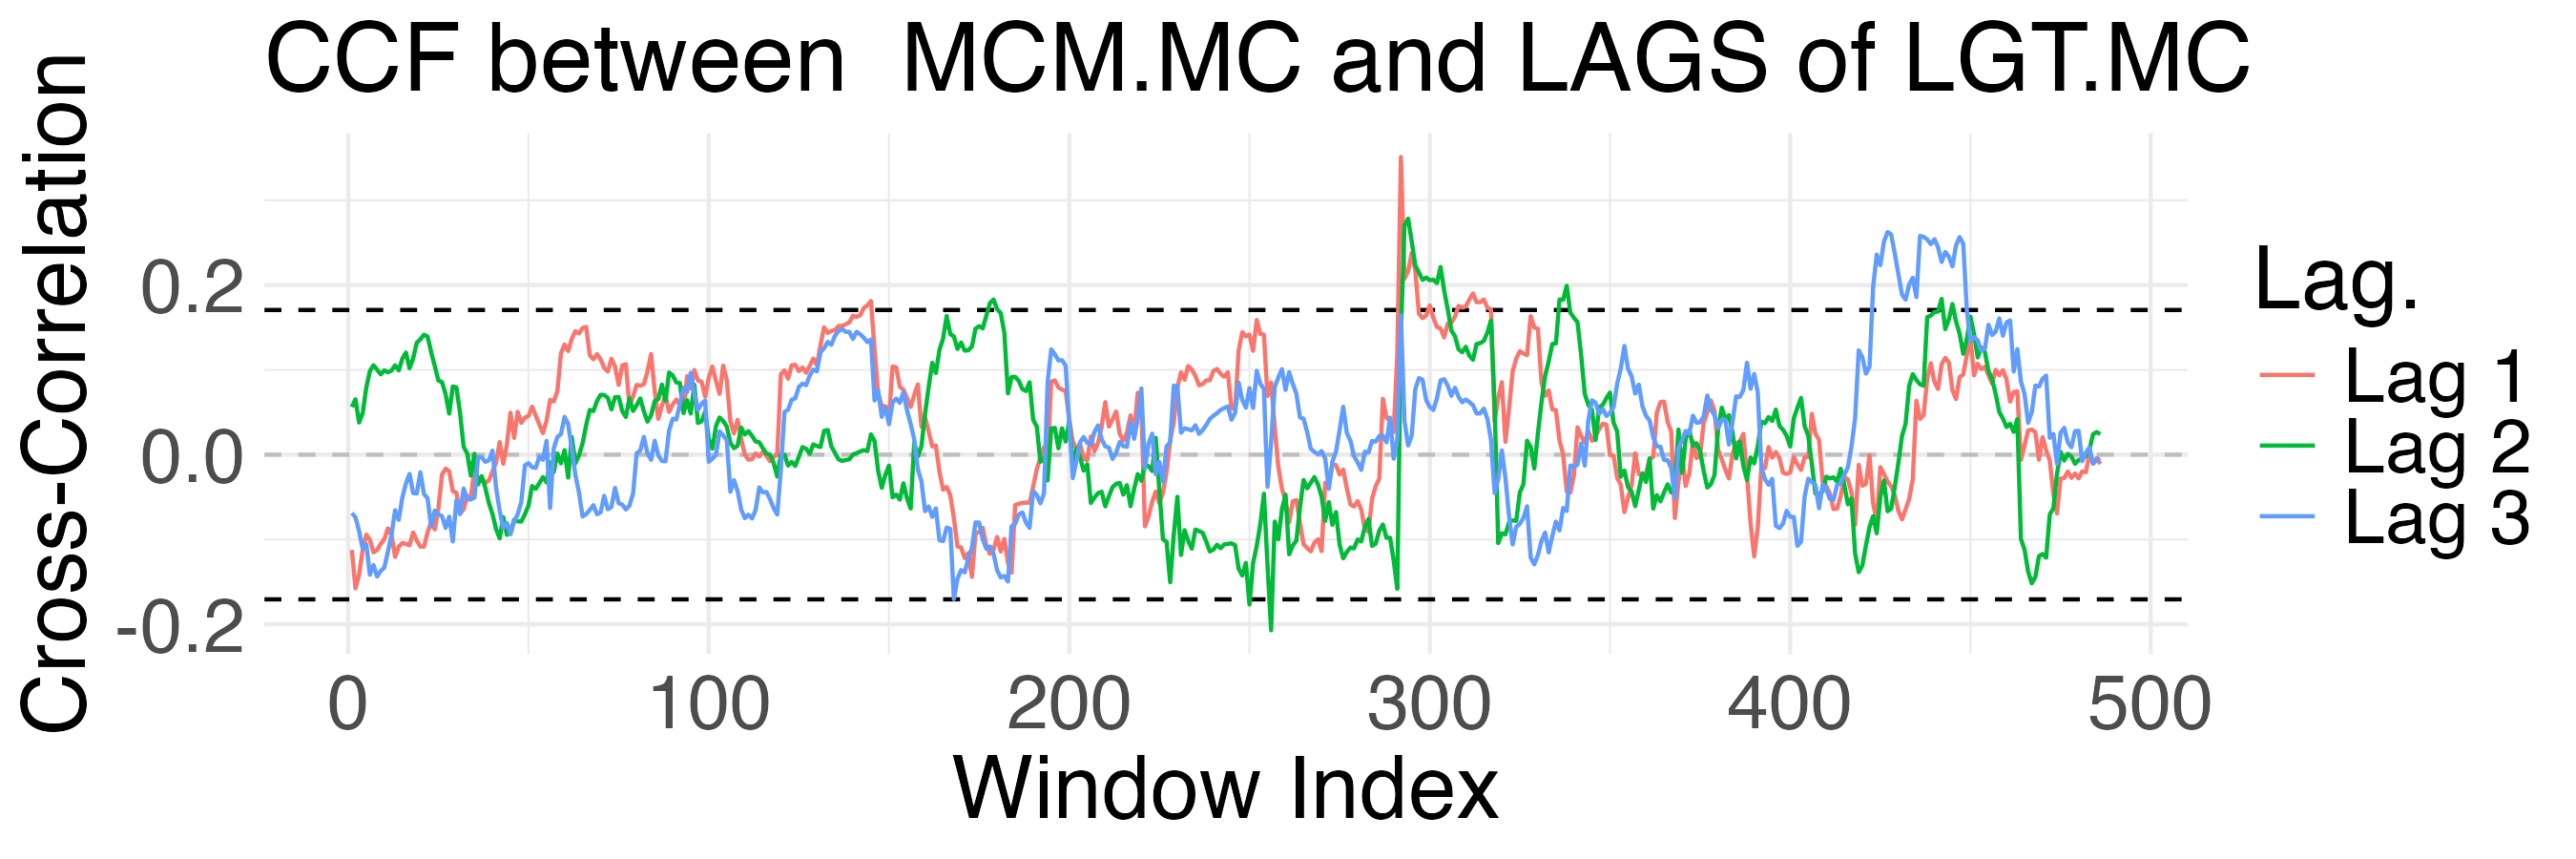 CCF between  MCM.MC and LAGS of LGT.MC
Cross-Correlation
0.2
0.0
-0.2
0 100 200 300 400 500
Window Index
Lag.
Lag 1
Lag 2
Lag 3